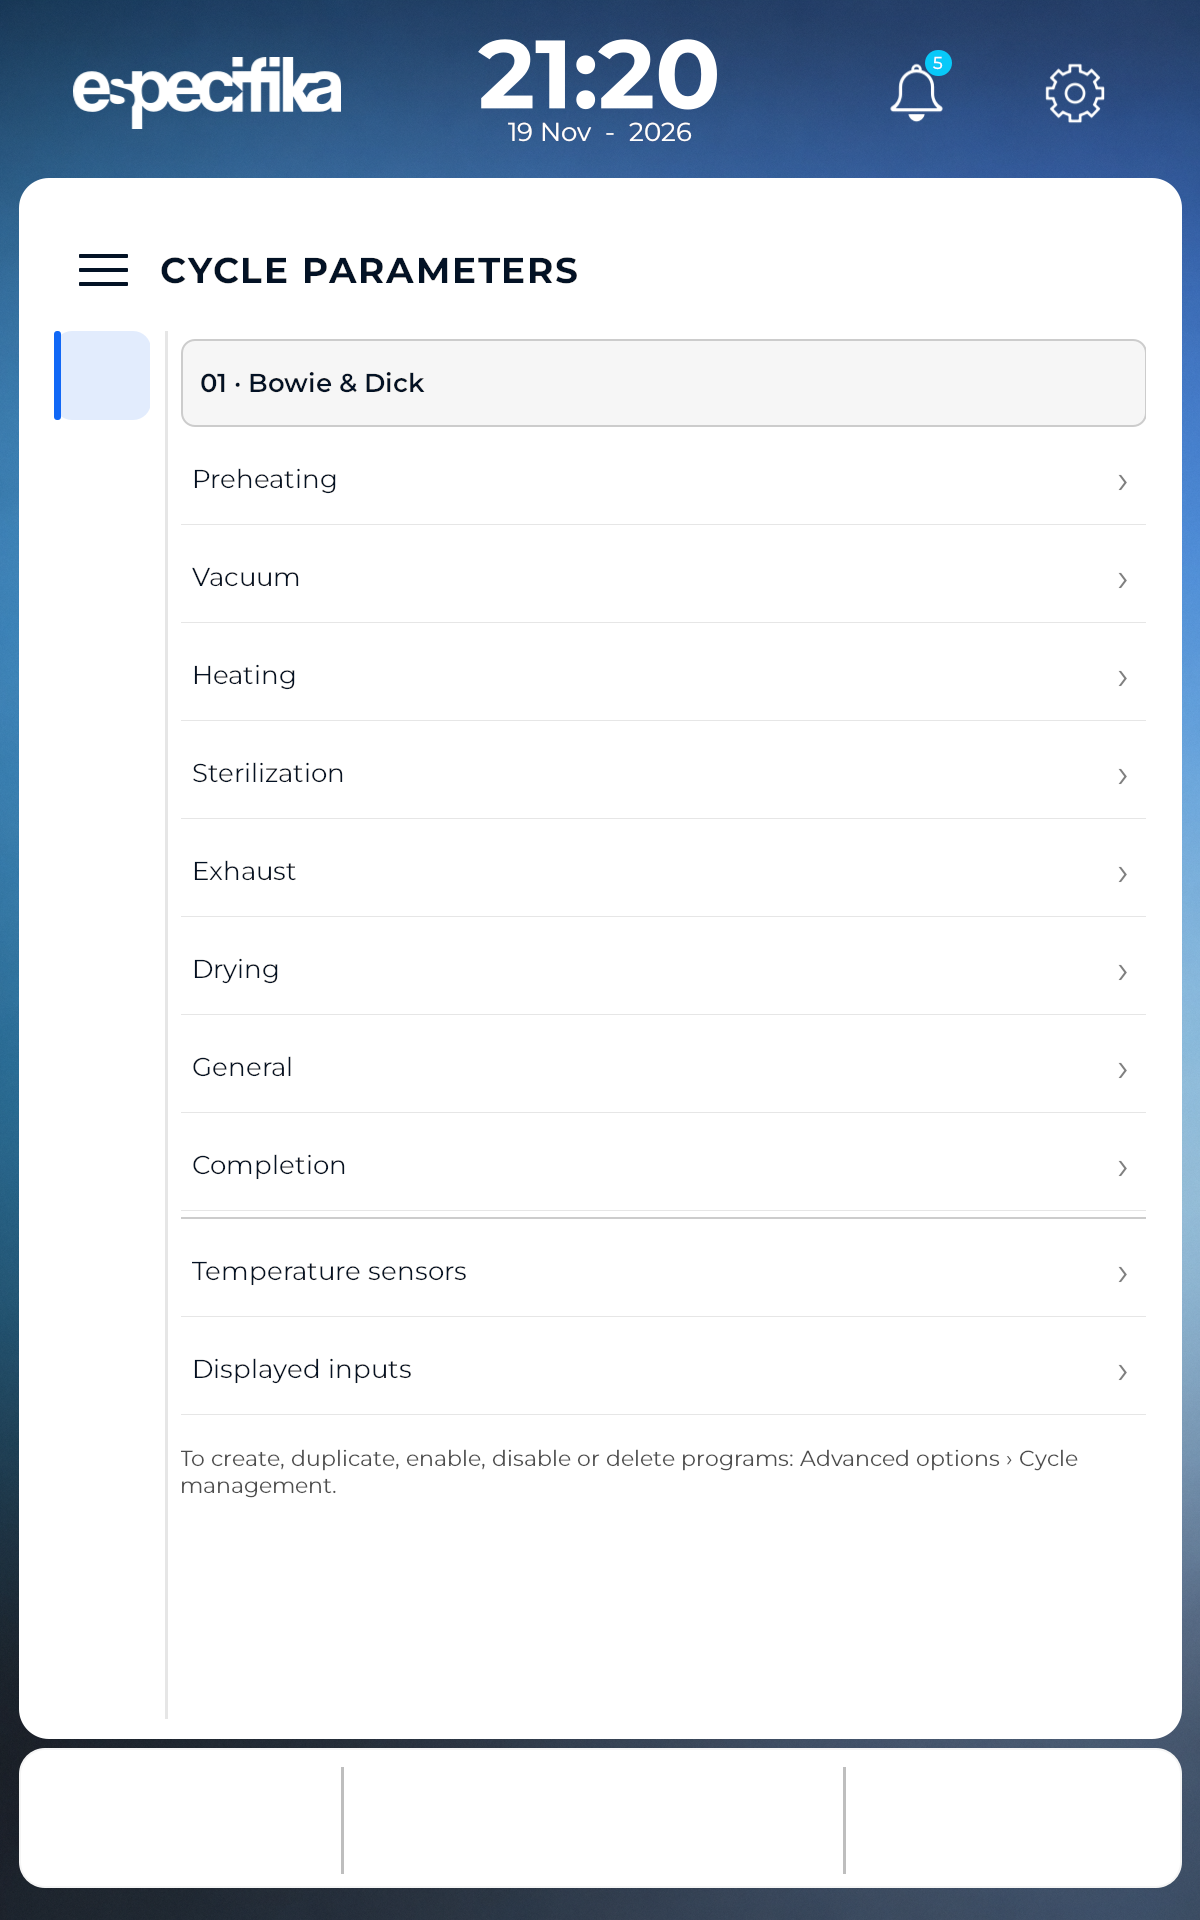 e-specifika
21:20
5
19 Nov - 2026
CYCLE PARAMETERS
01 · Bowie & Dick
Preheating ›
Vacuum ›
Heating ›
Sterilization ›
Exhaust ›
Drying ›
General ›
Completion ›
Temperature sensors ›
Displayed inputs ›
To create, duplicate, enable, disable or delete programs: Advanced options › Cycle
management.